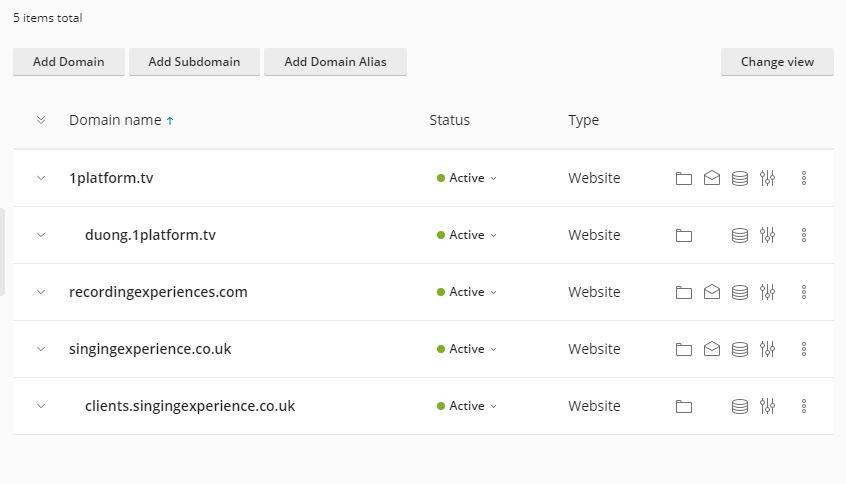 5 items total
Add Domain Add Subdomain Add Domain Alias Change view
Domain name ↑ Status Type
1platform.tv Active Website
duong.1platform.tv Active Website
recordingexperiences.com Active Website
singingexperience.co.uk Active Website
clients.singingexperience.co.uk Active Website